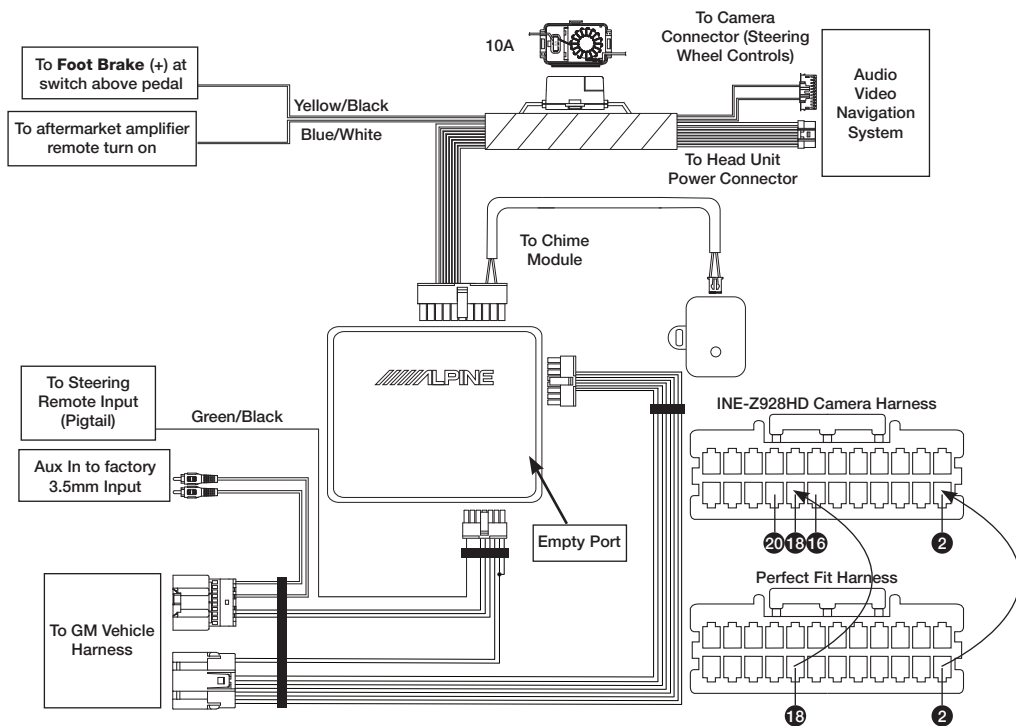 10A
To Camera
Connector (Steering
Wheel Controls)
To Foot Brake (+) at
switch above pedal
Yellow/Black
Audio
Video
Navigation
System
To aftermarket amplifier
remote turn on
Blue/White
To Head Unit
Power Connector
To Chime
Module
ALPINE
To Steering
Remote Input
(Pigtail)
Green/Black
INE-Z928HD Camera Harness
Aux In to factory
3.5mm Input
Empty Port
20 18 16 2
Perfect Fit Harness
To GM Vehicle
Harness
18 2